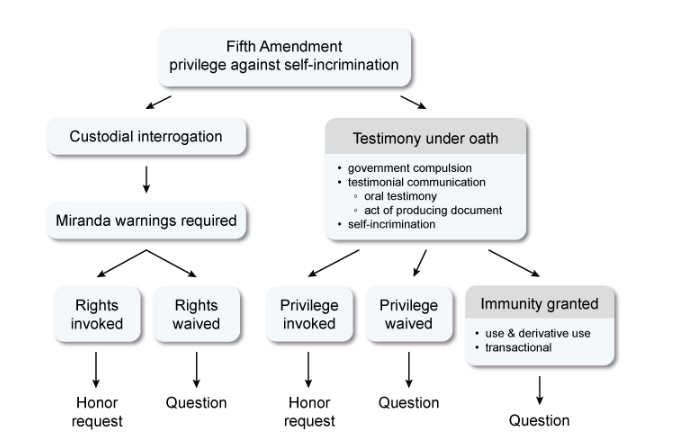 Fifth Amendment
privilege against self-incrimination
Custodial interrogation
Testimony under oath
• government compulsion
• testimonial communication
◦ oral testimony
◦ act of producing document
• self-incrimination
Miranda warnings required
Rights
invoked
Rights
waived
Privilege
invoked
Privilege
waived
Immunity granted
• use & derivative use
• transactional
Honor
request
Question
Honor
request
Question
Question